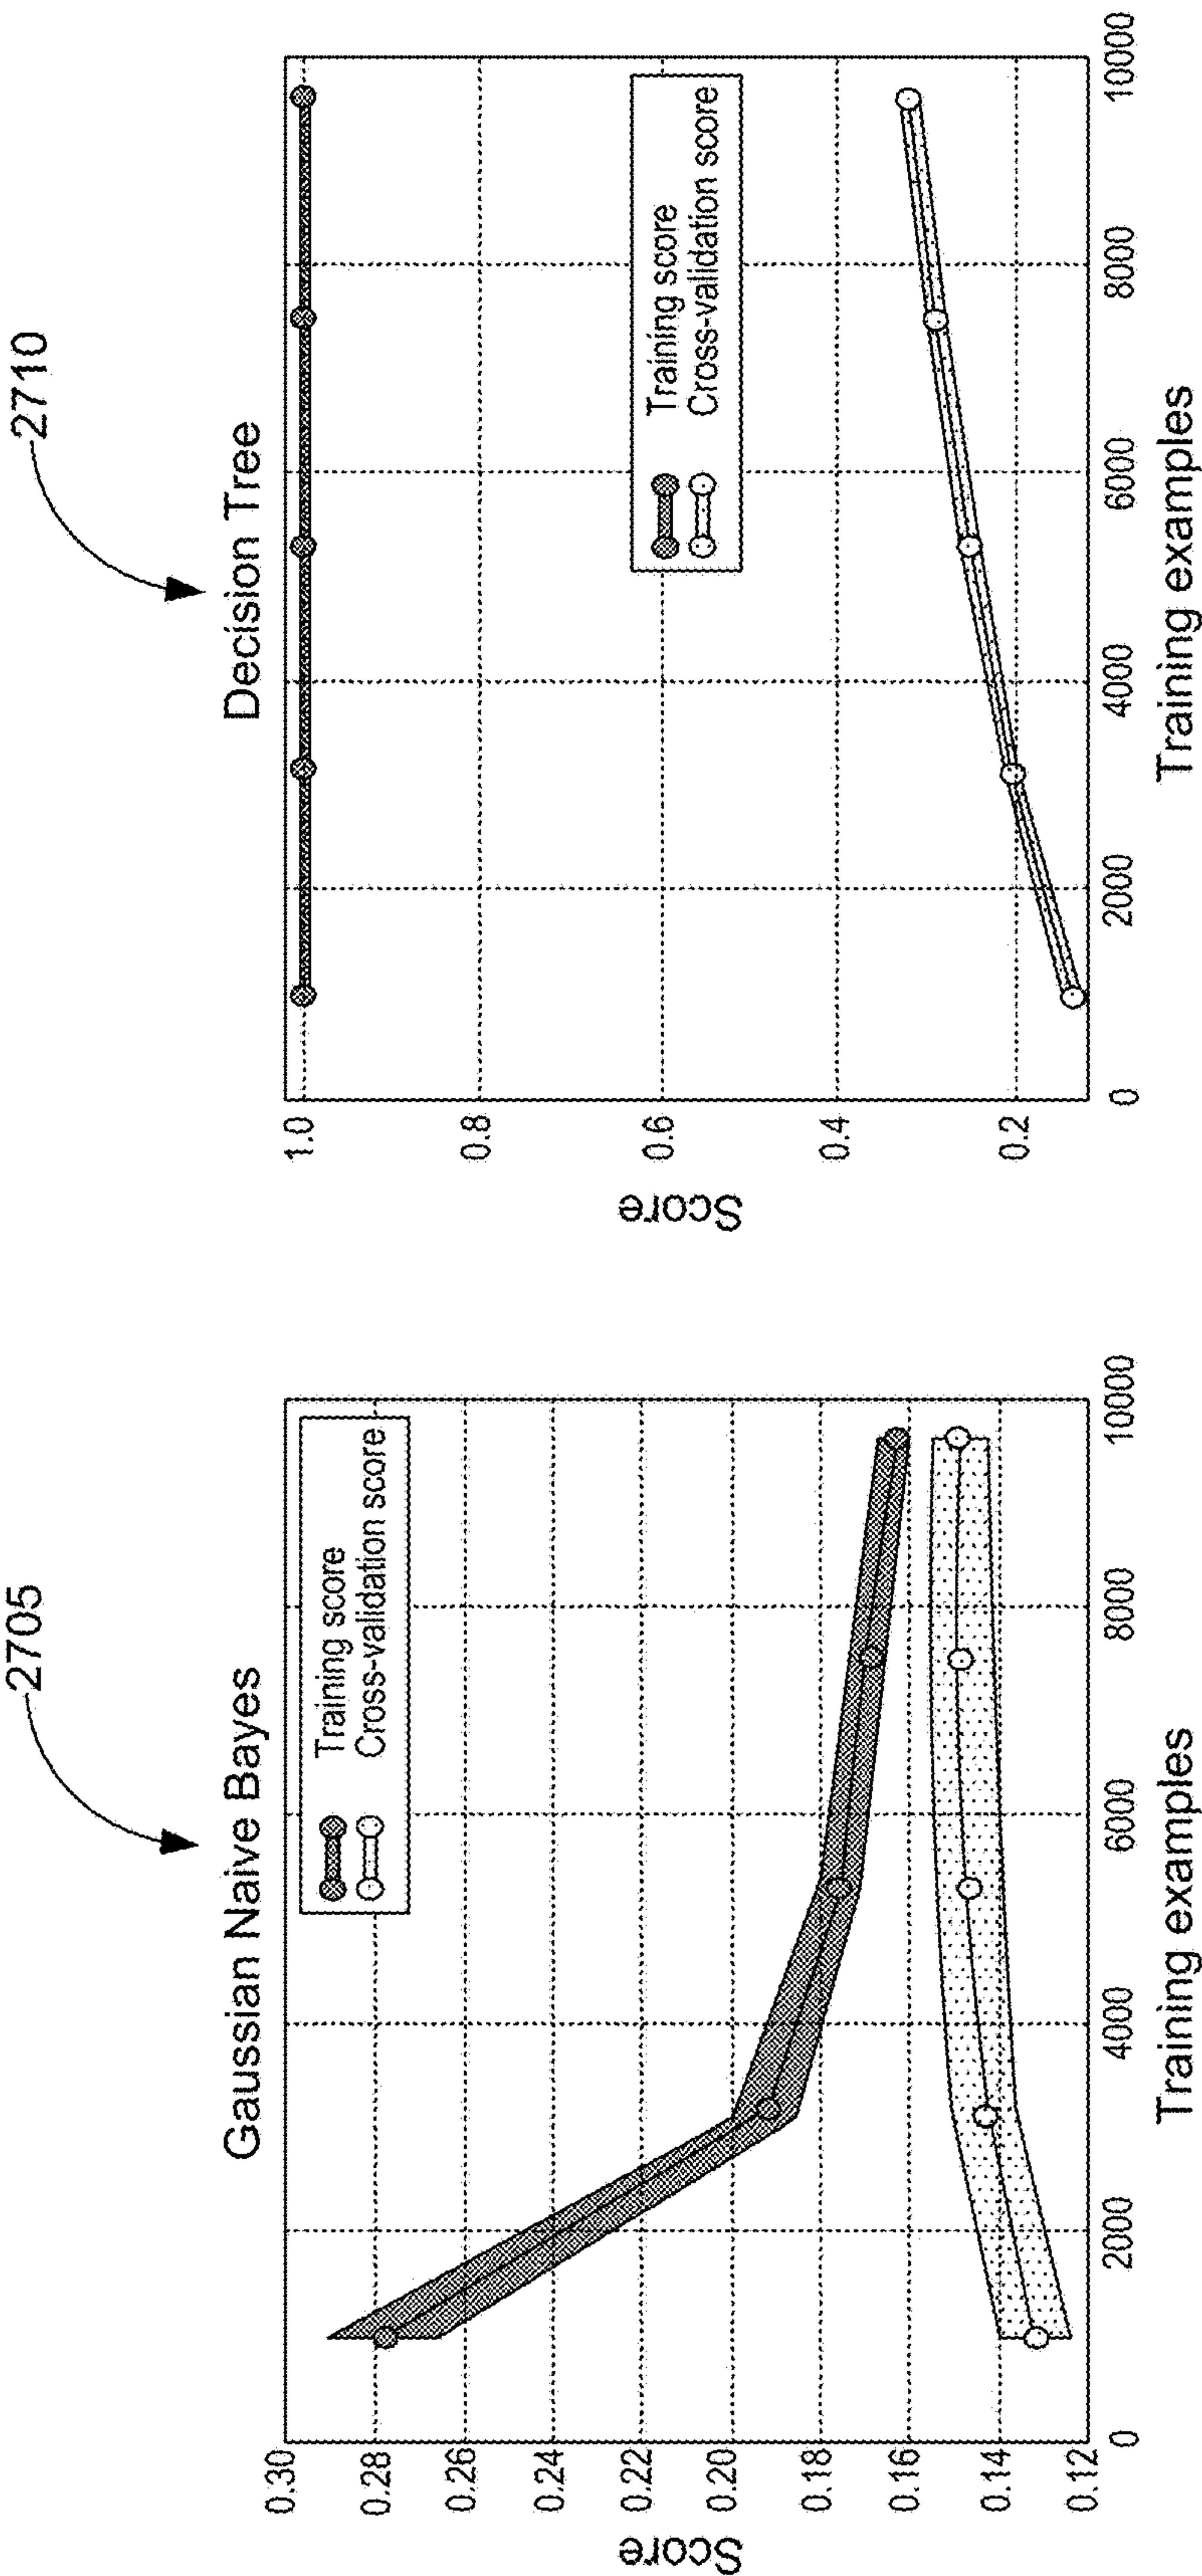 2705
Gaussian Naive Bayes
Training score
Cross-validation score
Score
0.30
0.28
0.26
0.24
0.22
0.20
0.18
0.16
0.14
0.12
0
2000
4000
6000
8000
10000
Training examples
2710
Decision Tree
Training score
Cross-validation score
Score
1.0
0.8
0.6
0.4
0.2
0
2000
4000
6000
8000
10000
Training examples